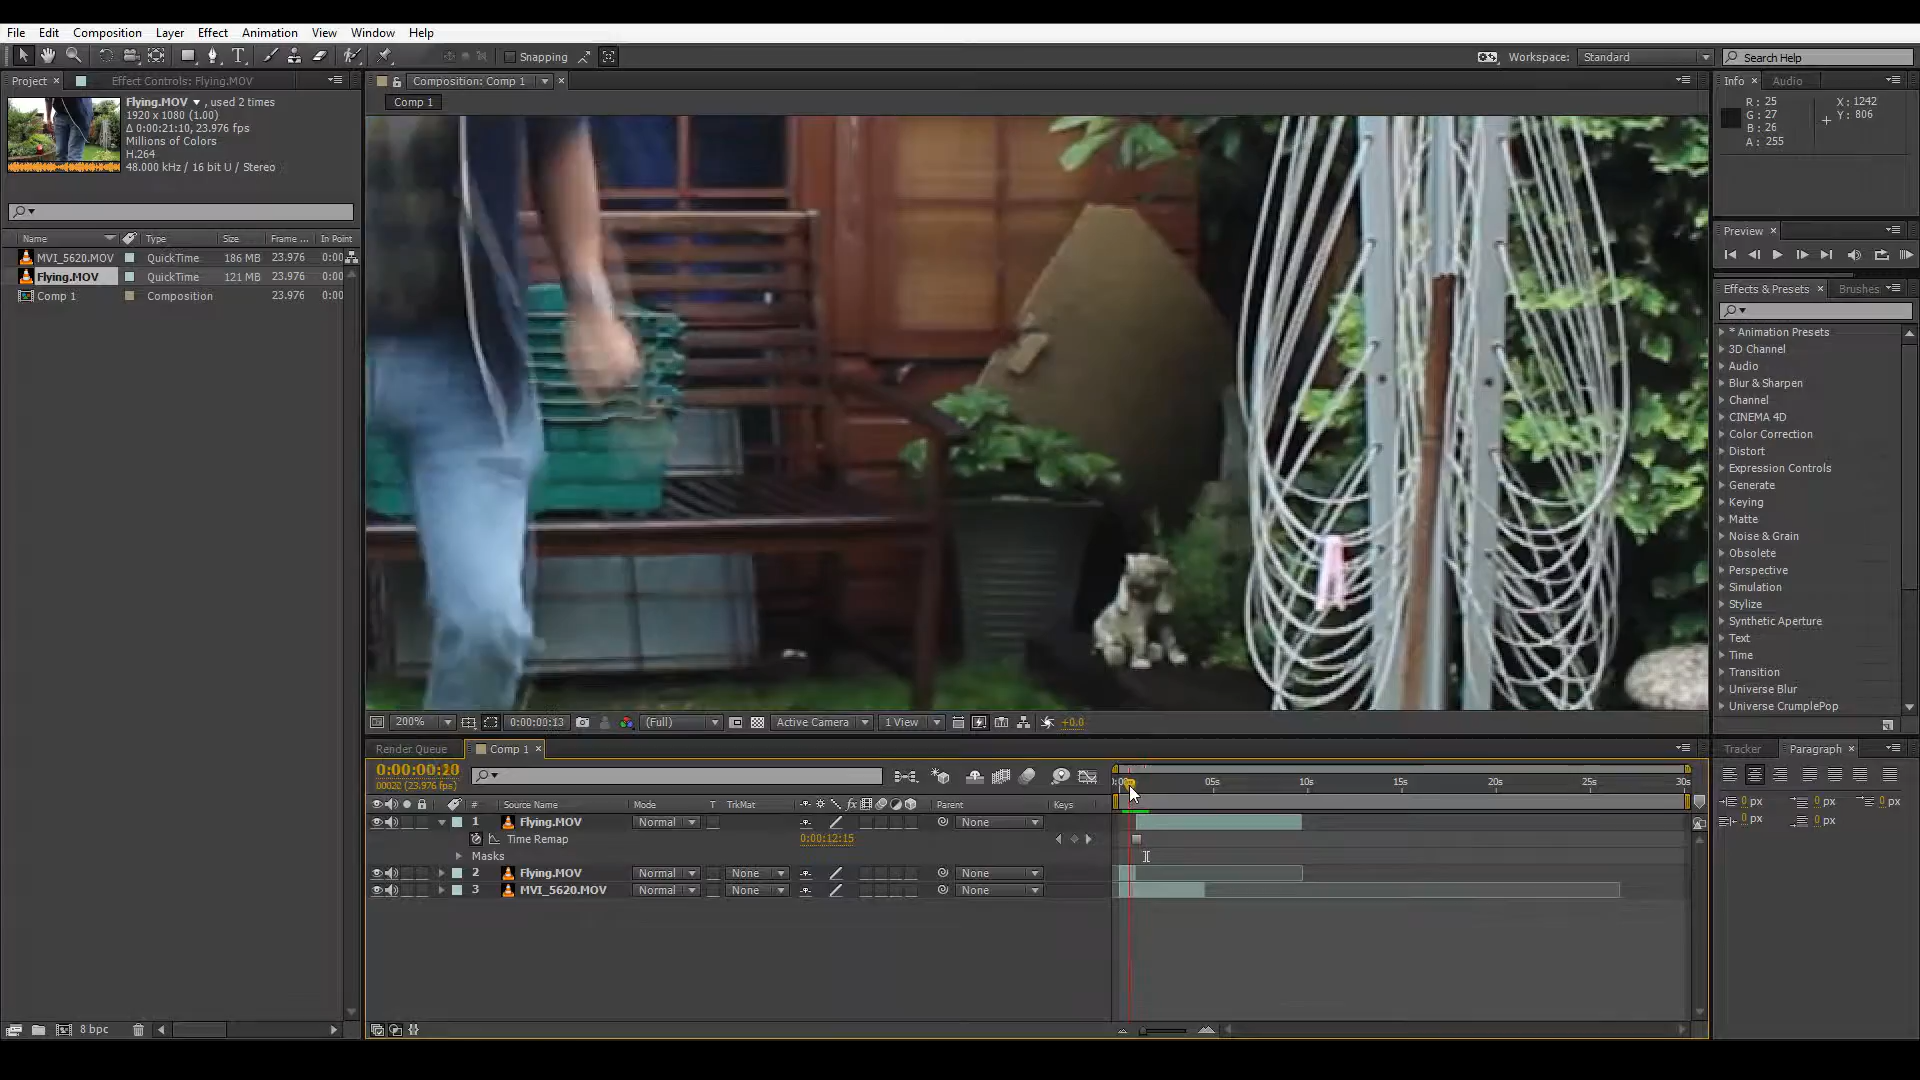 File Edit Composition Layer Effect Animation View Window Help
Snapping Workspace: Standard Search Help
Project × Effect Controls: Flying.MOV
Flying.MOV ▼ , used 2 times
1920 x 1080 (1.00)
Δ 0:00:21:10, 23.976 fps
Millions of Colors
H.264
48.000 kHz / 16 bit U / Stereo
Name Type Size Frame ... In Point
MVI_5620.MOV QuickTime 186 MB 23.976 0:00
Flying.MOV QuickTime 121 MB 23.976 0:00
Comp 1 Composition 23.976 0:00
8 bpc
Composition: Comp 1
Comp 1
200% 0:00:00:13 (Full) Active Camera 1 View +0.0
Info × Audio
R : 25
G : 27
B : 26
A : 255
X : 1242
Y : 806
Preview ×
Effects & Presets × Brushes
* Animation Presets
3D Channel
Audio
Blur & Sharpen
Channel
CINEMA 4D
Color Correction
Distort
Expression Controls
Generate
Keying
Matte
Noise & Grain
Obsolete
Perspective
Simulation
Stylize
Synthetic Aperture
Text
Time
Transition
Universe Blur
Universe CrumplePop
Tracker Paragraph ×
0 px 0 px 0 px
0 px 0 px
Render Queue Comp 1 ×
0:00:00:20
(23.976 fps)
# Source Name Mode T TrkMat fx Parent Keys
05s 10s 15s 20s 25s 30s
1 Flying.MOV Normal None
Time Remap 0:00:12:15
Masks
2 Flying.MOV Normal None None
3 MVI_5620.MOV Normal None None